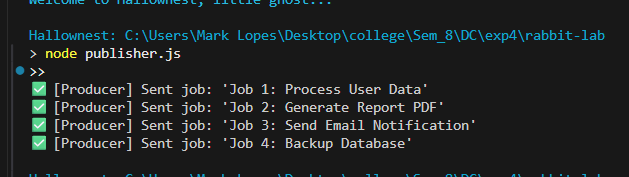 Welcome to Hallownest, little ghost...
Hallownest: C:\Users\Mark Lopes\Desktop\college\Sem_8\DC\exp4\rabbit-lab
> node publisher.js
>>
✅ [Producer] Sent job: 'Job 1: Process User Data'
✅ [Producer] Sent job: 'Job 2: Generate Report PDF'
✅ [Producer] Sent job: 'Job 3: Send Email Notification'
✅ [Producer] Sent job: 'Job 4: Backup Database'